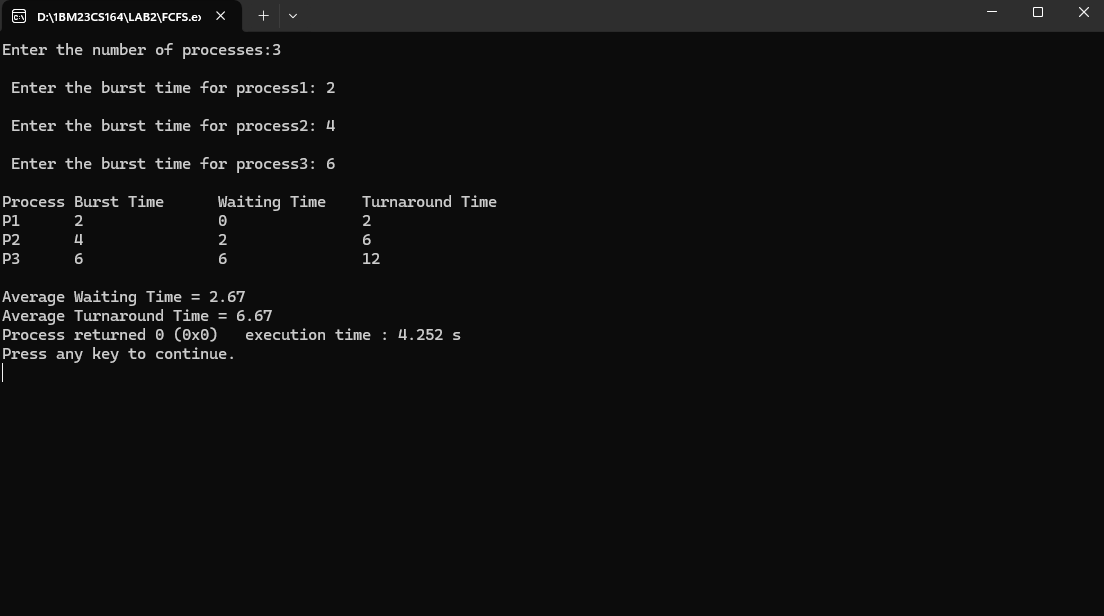 D:\1BM23CS164\LAB2\FCFS.ex
Enter the number of processes:3
Enter the burst time for process1: 2
Enter the burst time for process2: 4
Enter the burst time for process3: 6
Process Burst Time      Waiting Time    Turnaround Time
P1      2               0               2
P2      4               2               6
P3      6               6               12
Average Waiting Time = 2.67
Average Turnaround Time = 6.67
Process returned 0 (0x0)   execution time : 4.252 s
Press any key to continue.